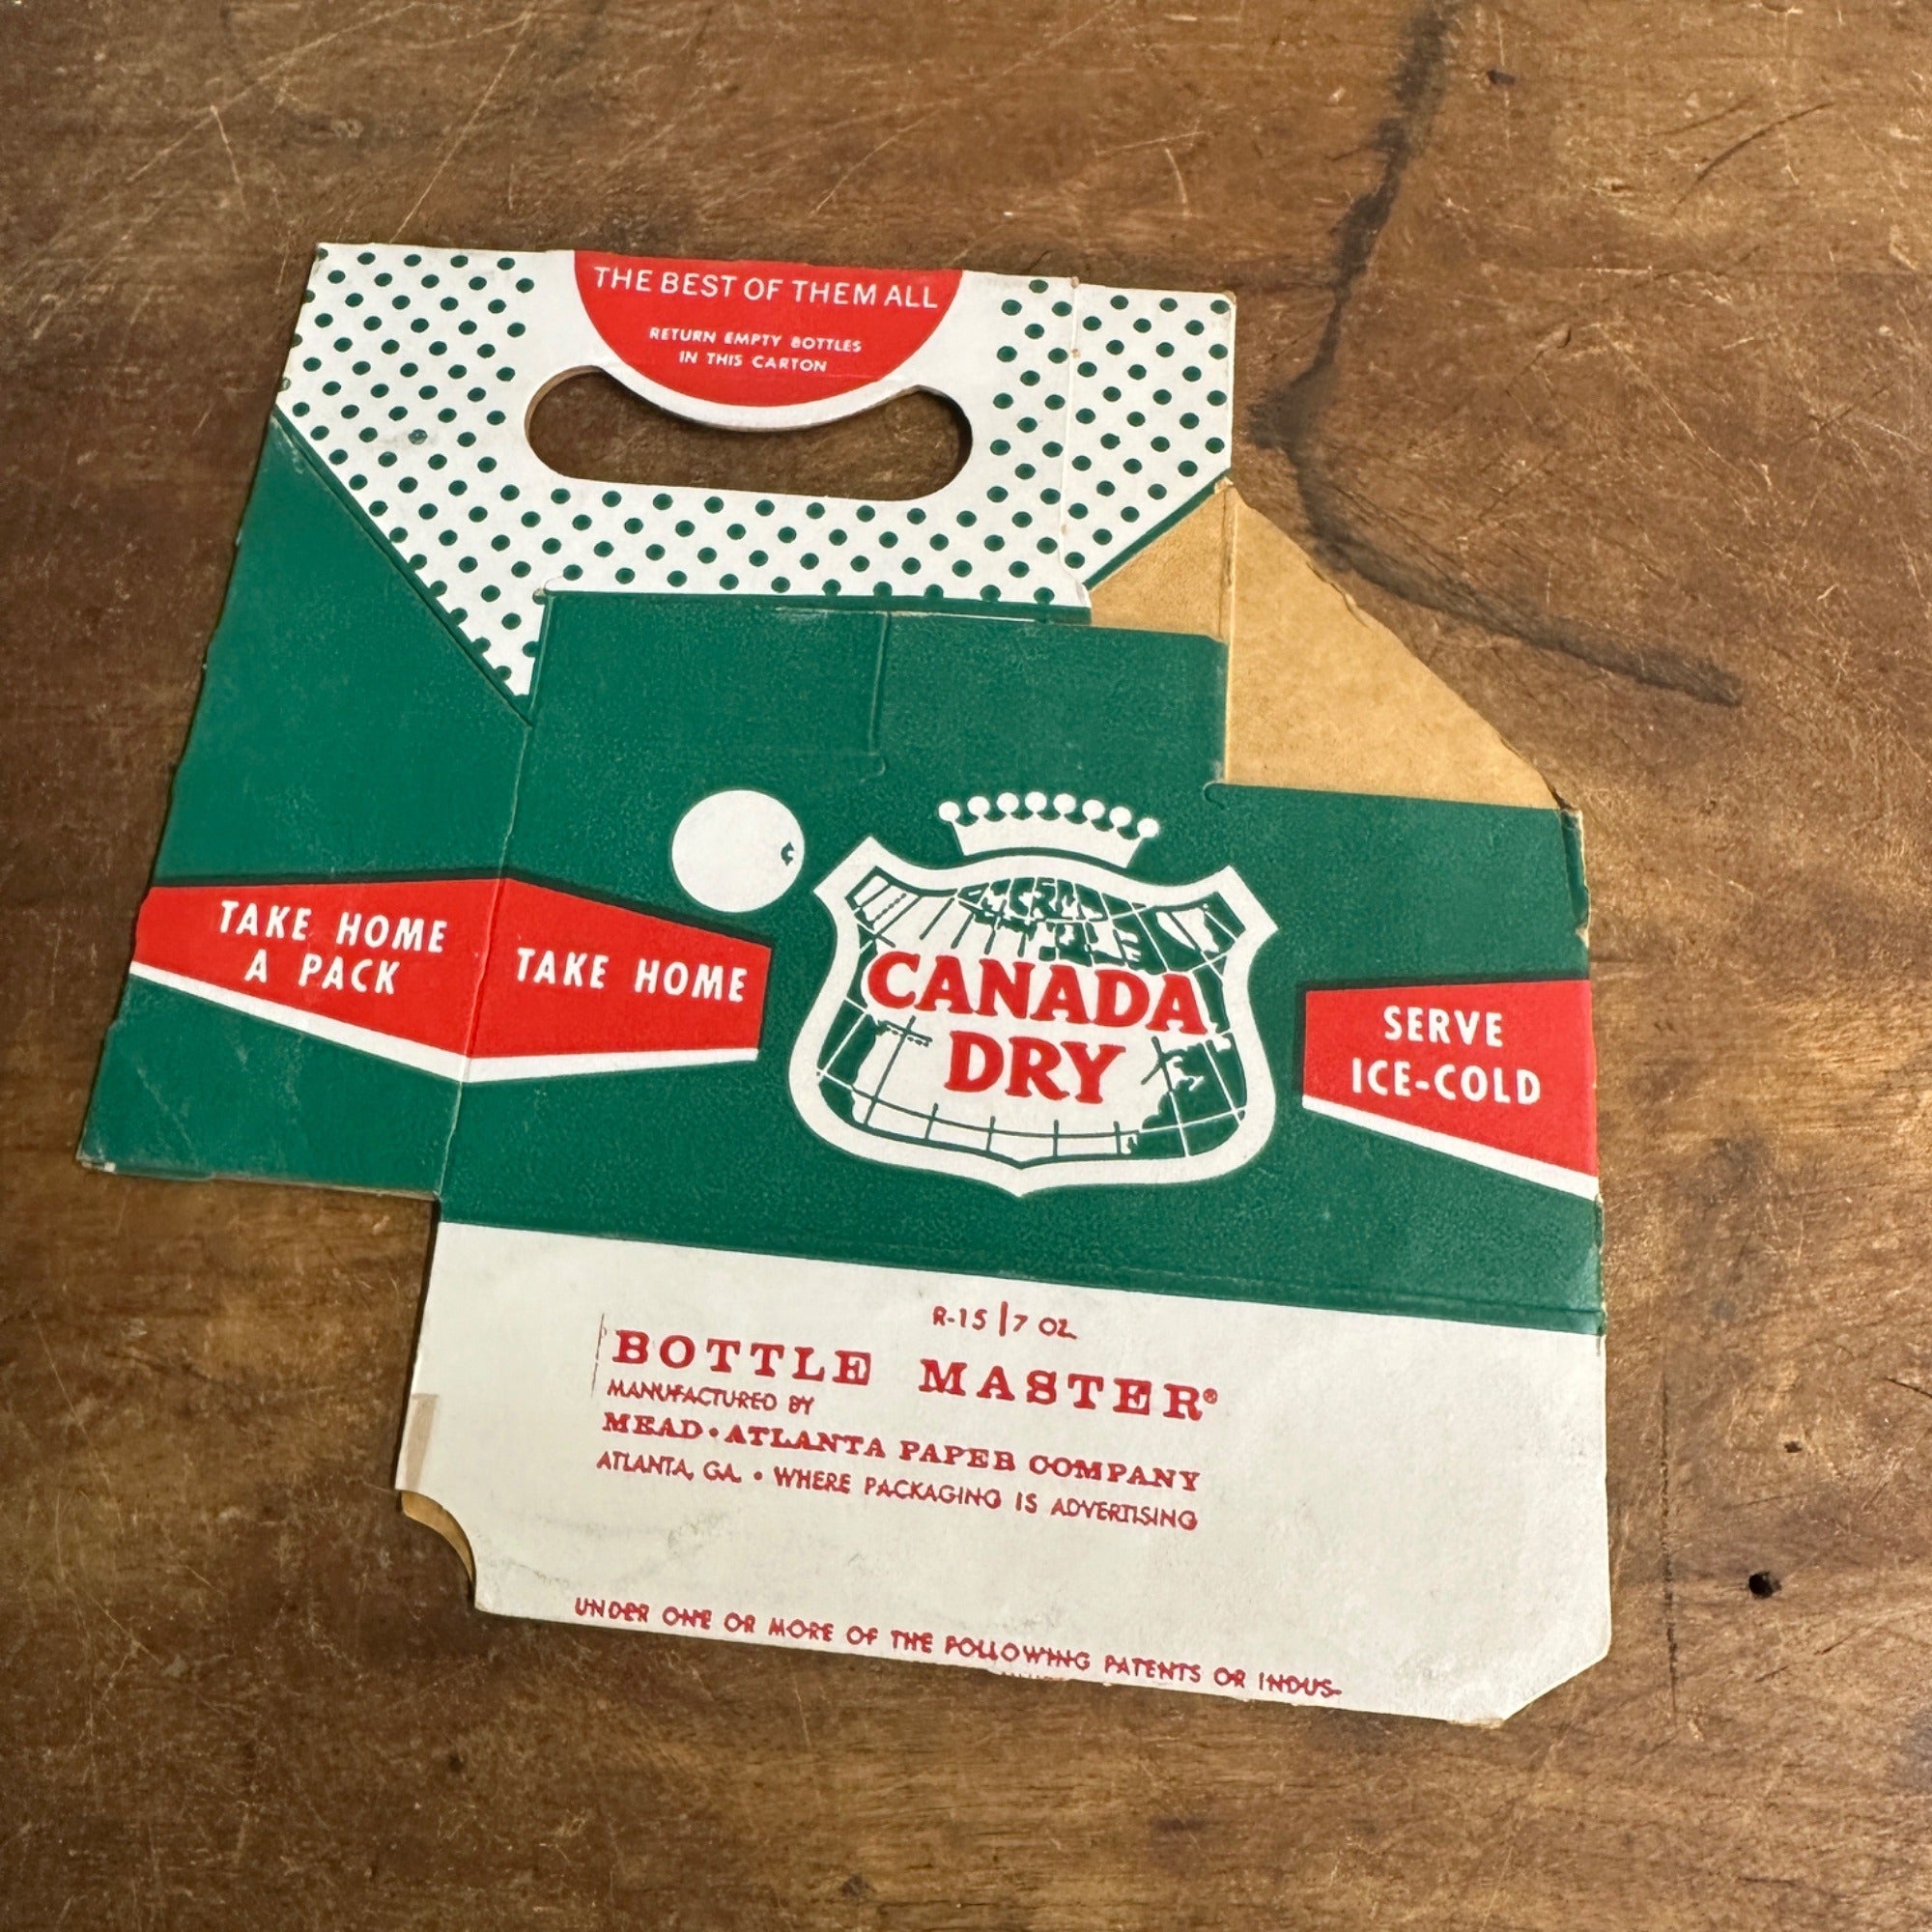 THE BEST OF THEM ALL
RETURN EMPTY BOTTLES
IN THIS CARTON
¢
TAKE HOME
A PACK
TAKE HOME
CANADA
DRY
SERVE
ICE-COLD
R-15 | 7 OZ.
BOTTLE MASTER®
MANUFACTURED BY
MEAD • ATLANTA PAPER COMPANY
ATLANTA, GA. • WHERE PACKAGING IS ADVERTISING
UNDER ONE OR MORE OF THE FOLLOWING PATENTS OR INDUS-